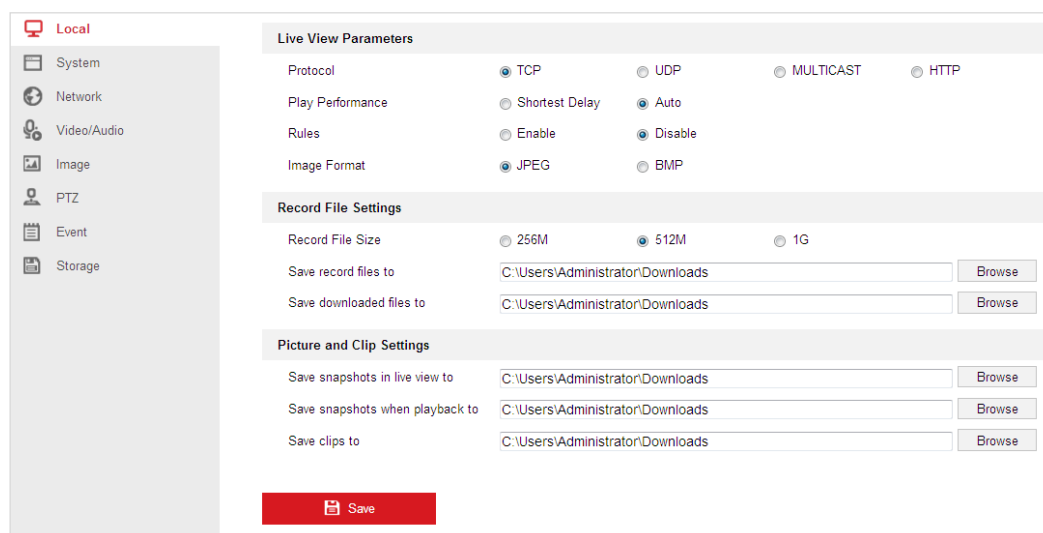 Local
System
Network
Video/Audio
Image
PTZ
Event
Storage
Live View Parameters
Protocol TCP UDP MULTICAST HTTP
Play Performance Shortest Delay Auto
Rules Enable Disable
Image Format JPEG BMP
Record File Settings
Record File Size 256M 512M 1G
Save record files to C:\Users\Administrator\Downloads Browse
Save downloaded files to C:\Users\Administrator\Downloads Browse
Picture and Clip Settings
Save snapshots in live view to C:\Users\Administrator\Downloads Browse
Save snapshots when playback to C:\Users\Administrator\Downloads Browse
Save clips to C:\Users\Administrator\Downloads Browse
Save